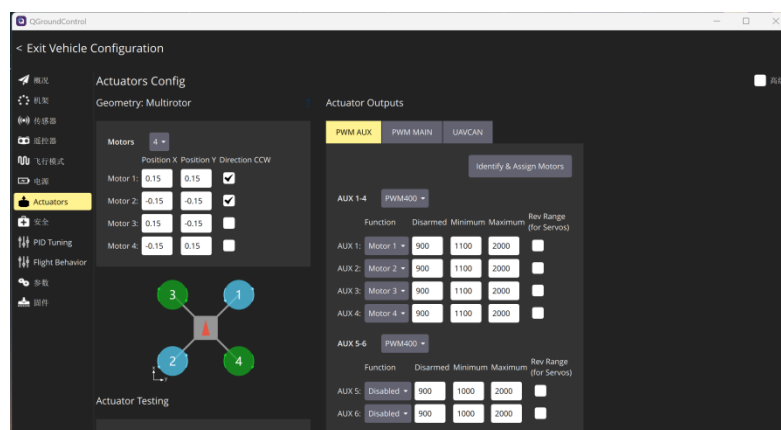 QGroundControl
< Exit Vehicle Configuration
概况
机架
传感器
遥控器
飞行模式
电源
Actuators
安全
PID Tuning
Flight Behavior
参数
固件
Actuators Config
Geometry: Multirotor
Motors 4
Position X Position Y Direction CCW
Motor 1: 0.15 0.15
Motor 2: -0.15 -0.15
Motor 3: 0.15 -0.15
Motor 4: -0.15 0.15
3 1
2 4
Actuator Testing
Actuator Outputs
PWM AUX PWM MAIN UAVCAN
Identify & Assign Motors
AUX 1-4 PWM400
Function Disarmed Minimum Maximum Rev Range
(for Servos)
AUX 1: Motor 1 900 1100 2000
AUX 2: Motor 2 900 1100 2000
AUX 3: Motor 3 900 1100 2000
AUX 4: Motor 4 900 1100 2000
AUX 5-6 PWM400
Function Disarmed Minimum Maximum Rev Range
(for Servos)
AUX 5: Disabled 900 1000 2000
AUX 6: Disabled 900 1000 2000